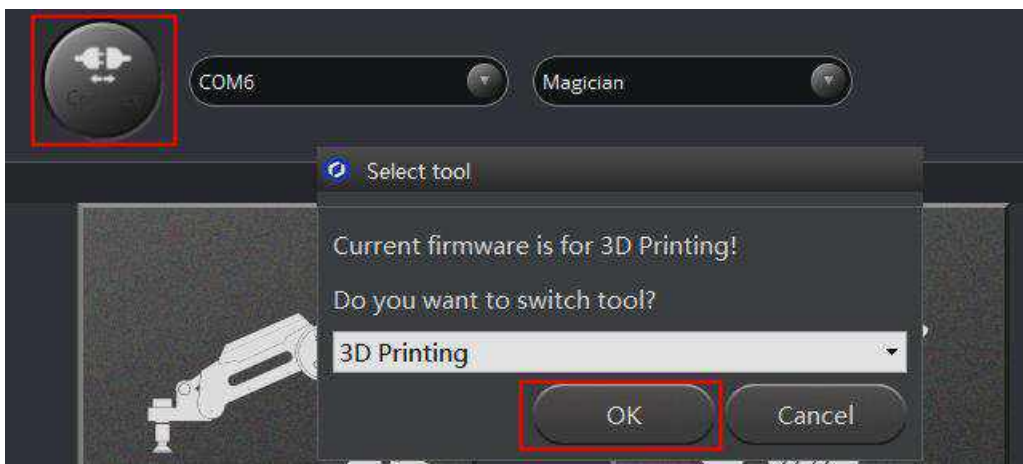 COM6
Magician
Select tool
Current firmware is for 3D Printing!
Do you want to switch tool?
3D Printing
OK
Cancel